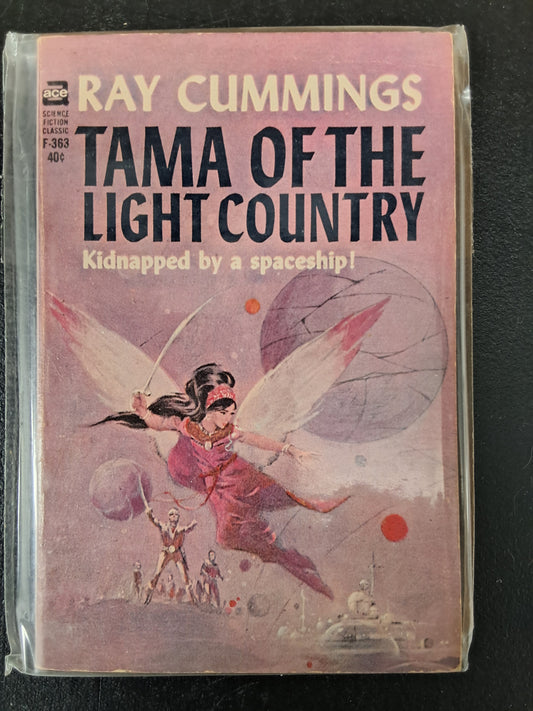 ace
RAY CUMMINGS
SCIENCE
FICTION
CLASSIC
F-363
40¢
TAMA OF THE
LIGHT COUNTRY
Kidnapped by a spaceship!